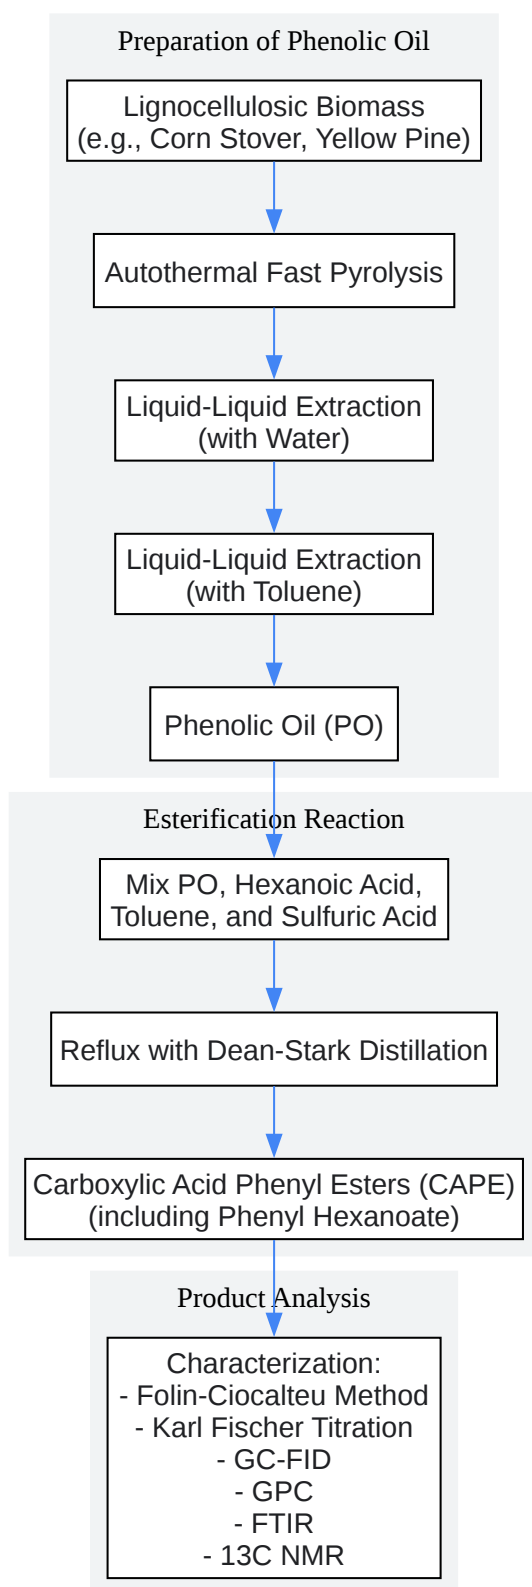 Preparation of Phenolic Oil
Lignocellulosic Biomass
(e.g., Corn Stover, Yellow Pine)
Autothermal Fast Pyrolysis
Liquid-Liquid Extraction
(with Water)
Liquid-Liquid Extraction
(with Toluene)
Phenolic Oil (PO)
Esterification Reaction
Mix PO, Hexanoic Acid,
Toluene, and Sulfuric Acid
Reflux with Dean-Stark Distillation
Carboxylic Acid Phenyl Esters (CAPE)
(including Phenyl Hexanoate)
Product Analysis
Characterization:
- Folin-Ciocalteu Method
- Karl Fischer Titration
- GC-FID
- GPC
- FTIR
- 13C NMR